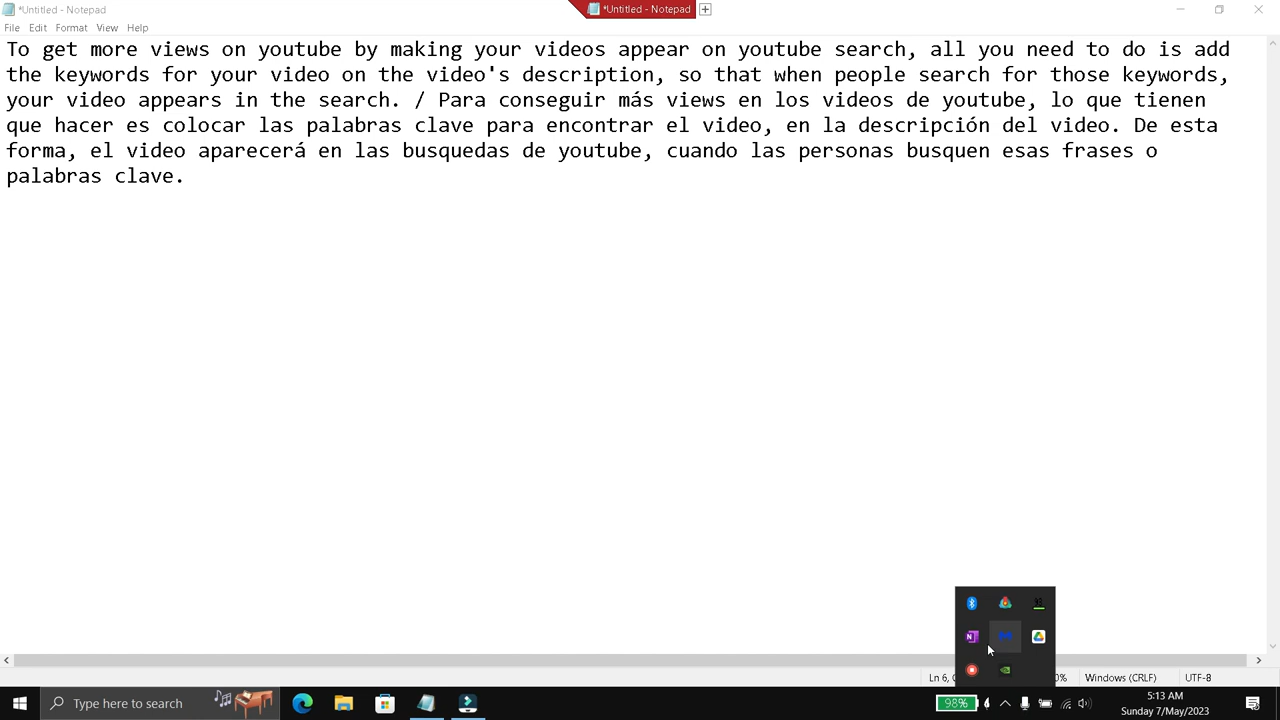 *Untitled - Notepad
*Untitled - Notepad
File Edit Format View Help
To get more views on youtube by making your videos appear on youtube search, all you need to do is add
the keywords for your video on the video's description, so that when people search for those keywords,
your video appears in the search. / Para conseguir más views en los videos de youtube, lo que tienen
que hacer es colocar las palabras clave para encontrar el video, en la descripción del video. De esta
forma, el video aparecerá en las busquedas de youtube, cuando las personas busquen esas frases o
palabras clave.
Ln 6, Windows (CRLF) UTF-8
Type here to search
98%
5:13 AM
Sunday 7/May/2023